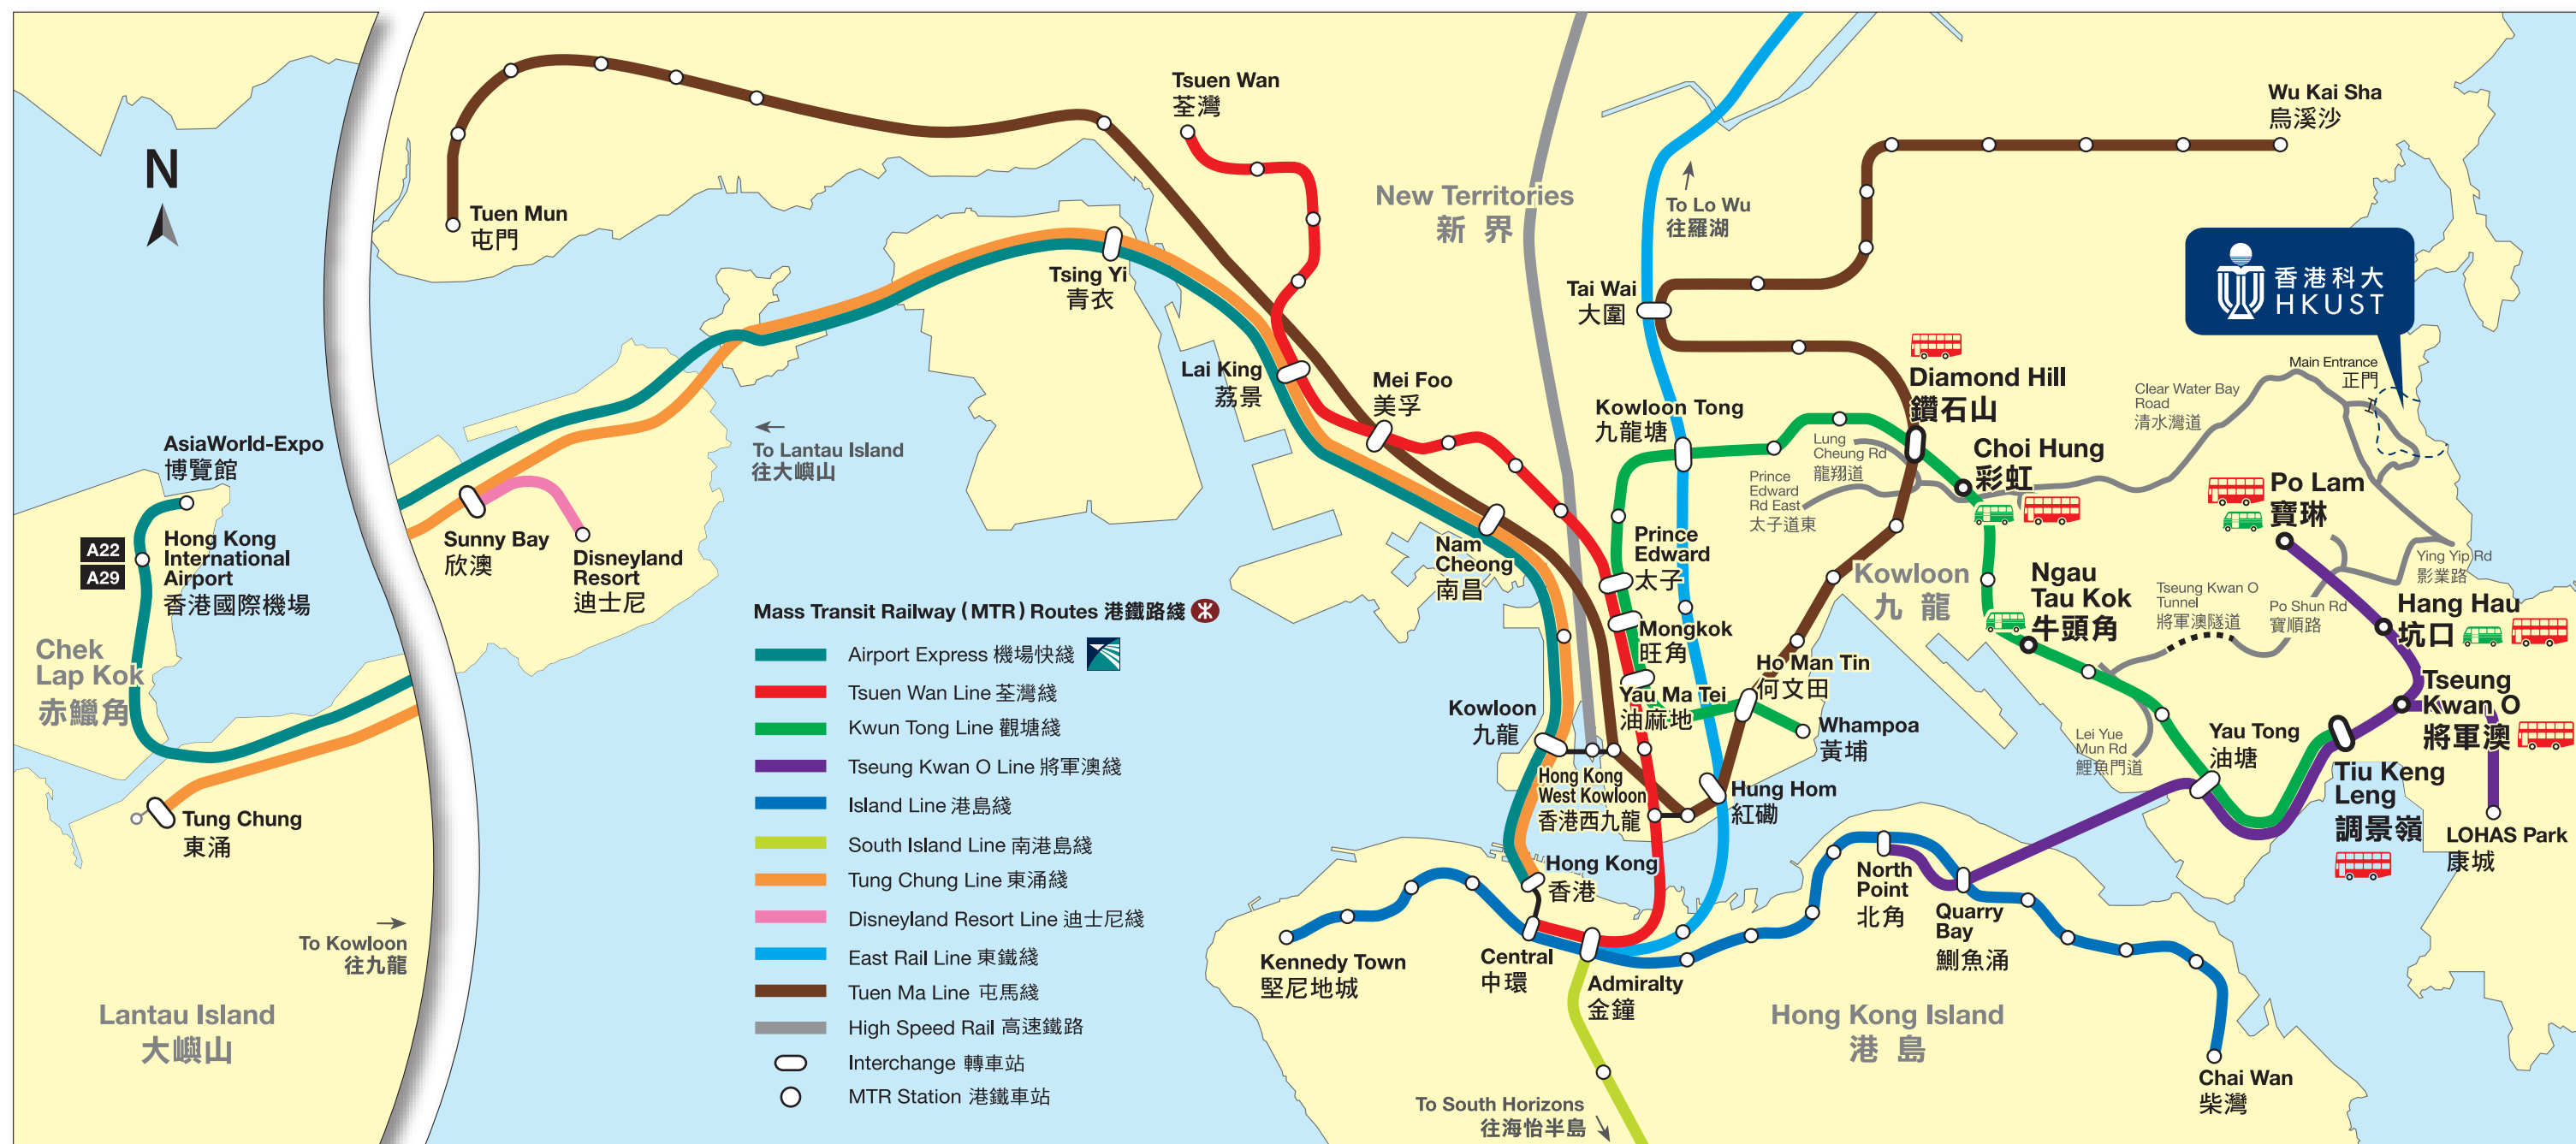 N
Tuen Mun
屯門
Tsuen Wan
荃灣
New Territories
新 界
To Lo Wu
往羅湖
Wu Kai Sha
烏溪沙
香港科大
HKUST
Tsing Yi
青衣
Tai Wai
大圍
Lai King
荔景
Mei Foo
美孚
Kowloon Tong
九龍塘
Diamond Hill
鑽石山
Main Entrance
正門
Clear Water Bay
Road
清水灣道
Lung
Cheung Rd
龍翔道
Prince
Edward
Rd East
太子道東
Choi Hung
彩虹
Po Lam
寶琳
To Lantau Island
往大嶼山
AsiaWorld-Expo
博覽館
A22
A29
Hong Kong
International
Airport
香港國際機場
Sunny Bay
欣澳
Disneyland
Resort
迪士尼
Nam
Cheong
南昌
Prince
Edward
太子
Kowloon
九 龍
Ngau
Tau Kok
牛頭角
Ying Yip Rd
影業路
Tseung Kwan O
Tunnel
將軍澳隧道
Po Shun Rd
寶順路
Hang Hau
坑口
Chek
Lap Kok
赤鱲角
Mongkok
旺角
Ho Man Tin
何文田
Yau Ma Tei
油麻地
Kowloon
九龍
Whampoa
黃埔
Lei Yue
Mun Rd
鯉魚門道
Yau Tong
油塘
Tseung
Kwan O
將軍澳
Tiu Keng
Leng
調景嶺
LOHAS Park
康城
Hong Kong
West Kowloon
香港西九龍
Hung Hom
紅磡
Tung Chung
東涌
To Kowloon
往九龍
Lantau Island
大嶼山
Mass Transit Railway (MTR) Routes 港鐵路綫
Airport Express 機場快綫
Tsuen Wan Line 荃灣綫
Kwun Tong Line 觀塘綫
Tseung Kwan O Line 將軍澳綫
Island Line 港島綫
South Island Line 南港島綫
Tung Chung Line 東涌綫
Disneyland Resort Line 迪士尼綫
East Rail Line 東鐵綫
Tuen Ma Line 屯馬綫
High Speed Rail 高速鐵路
Interchange 轉車站
MTR Station 港鐵車站
Hong Kong
香港
Kennedy Town
堅尼地城
Central
中環
Admiralty
金鐘
North
Point
北角
Quarry
Bay
鰂魚涌
Hong Kong Island
港 島
Chai Wan
柴灣
To South Horizons
往海怡半島